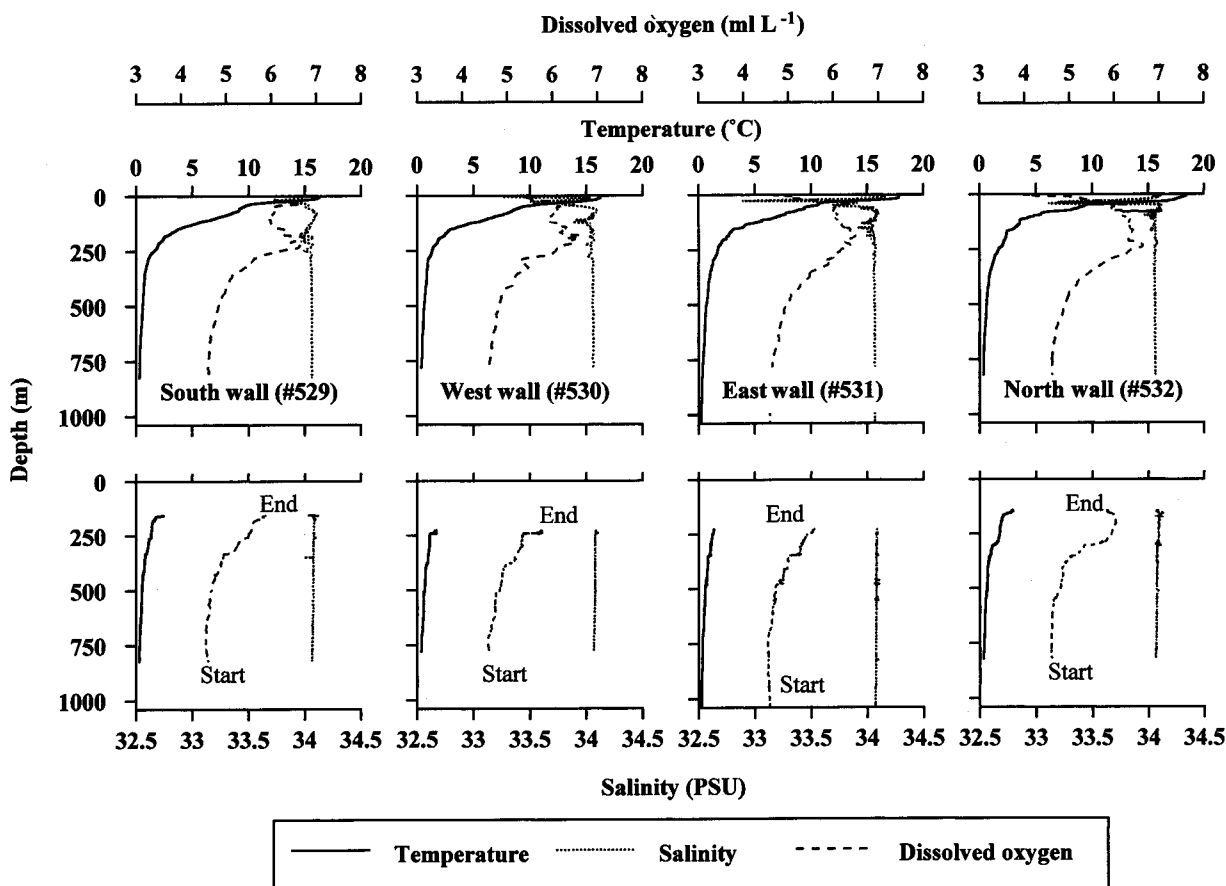 Dissolved oxygen (ml L -1)
3 4 5 6 7 8 3 4 5 6 7 8 3 4 5 6 7 8 3 4 5 6 7 8
Temperature (°C)
0 5 10 15 20 0 5 10 15 20 0 5 10 15 20 0 5 10 15 20
0
250
500
750
1000
South wall (#529) West wall (#530) East wall (#531) North wall (#532)
Depth (m)
0
250
500
750
1000
End End End End
Start Start Start Start
32.5 33 33.5 34 34.5 33 33.5 34 34.5 33 33.5 34 34.5 32.5 33 33.5 34 34.5
Salinity (PSU)
Temperature Salinity Dissolved oxygen